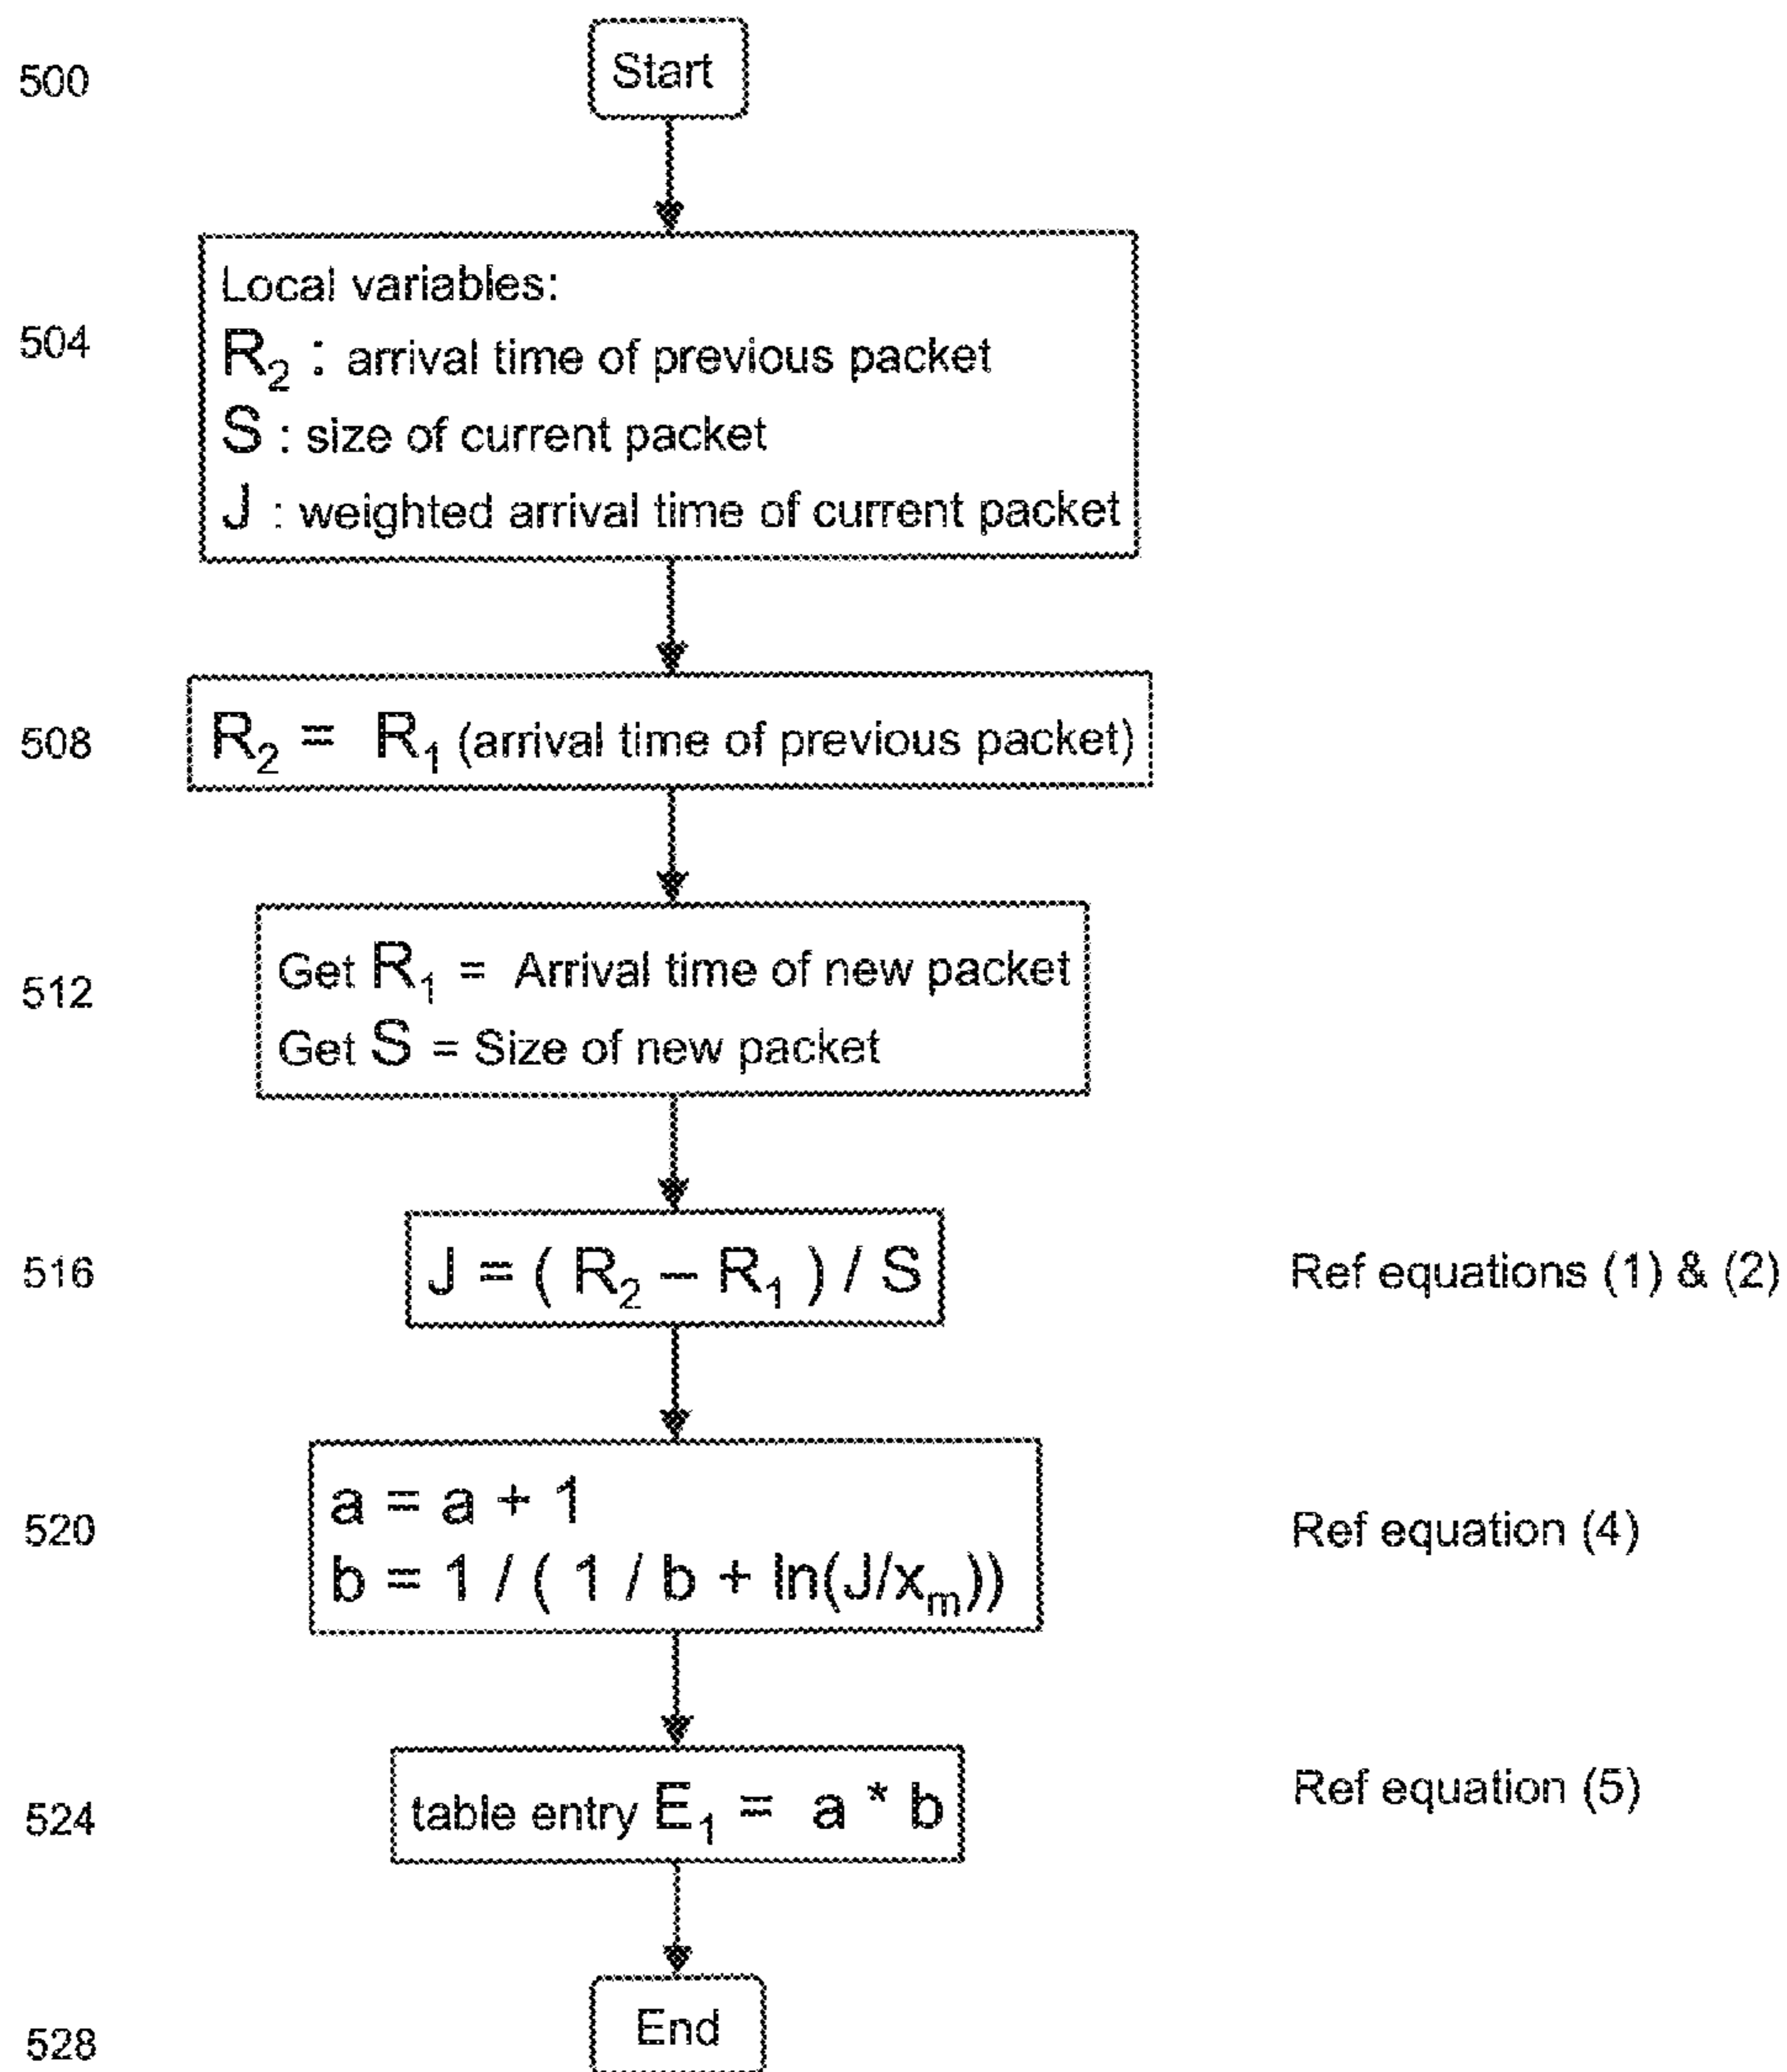 500
Start
504
Local variables:
R₂ : arrival time of previous packet
S : size of current packet
J : weighted arrival time of current packet
508
R₂ = R₁ (arrival time of previous packet)
512
Get R₁ = Arrival time of new packet
Get S = Size of new packet
516
J = ( R₂ – R₁ ) / S
Ref equations (1) & (2)
520
a = a + 1
b = 1 / ( 1 / b + ln(J/xₘ))
Ref equation (4)
524
table entry E₁ = a * b
Ref equation (5)
528
End